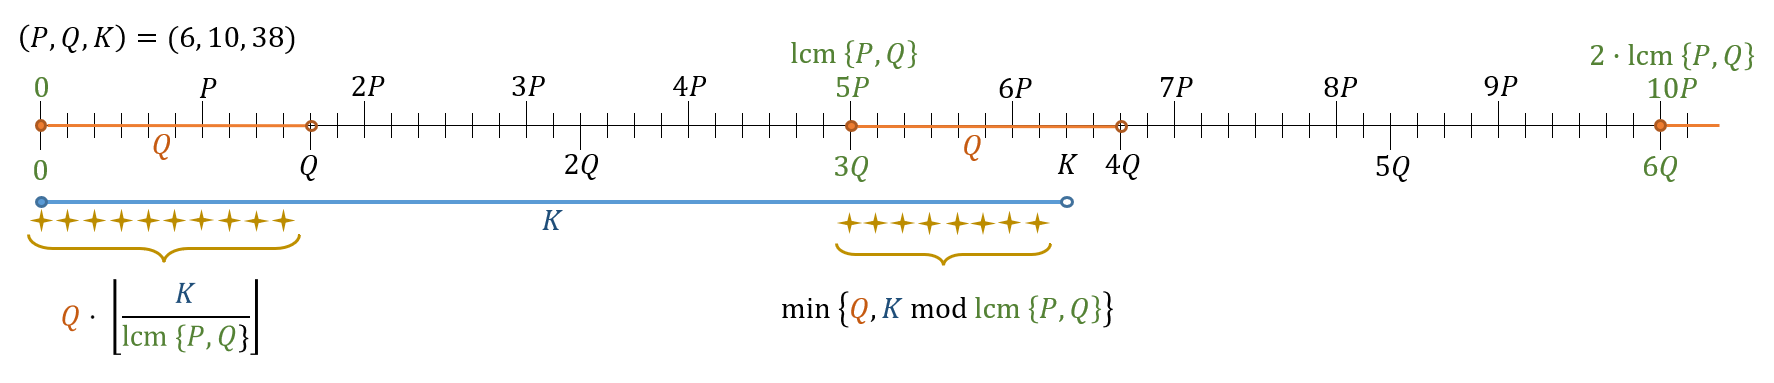 (P, Q, K) = (6, 10, 38)
lcm {P, Q} 2 · lcm {P, Q}
0 P 2P 3P 4P 5P 6P 7P 8P 9P 10P
Q Q
0 Q 2Q 3Q K 4Q 5Q 6Q
K
Q · ⌊K / lcm {P, Q}⌋
min {Q, K mod lcm {P, Q}}